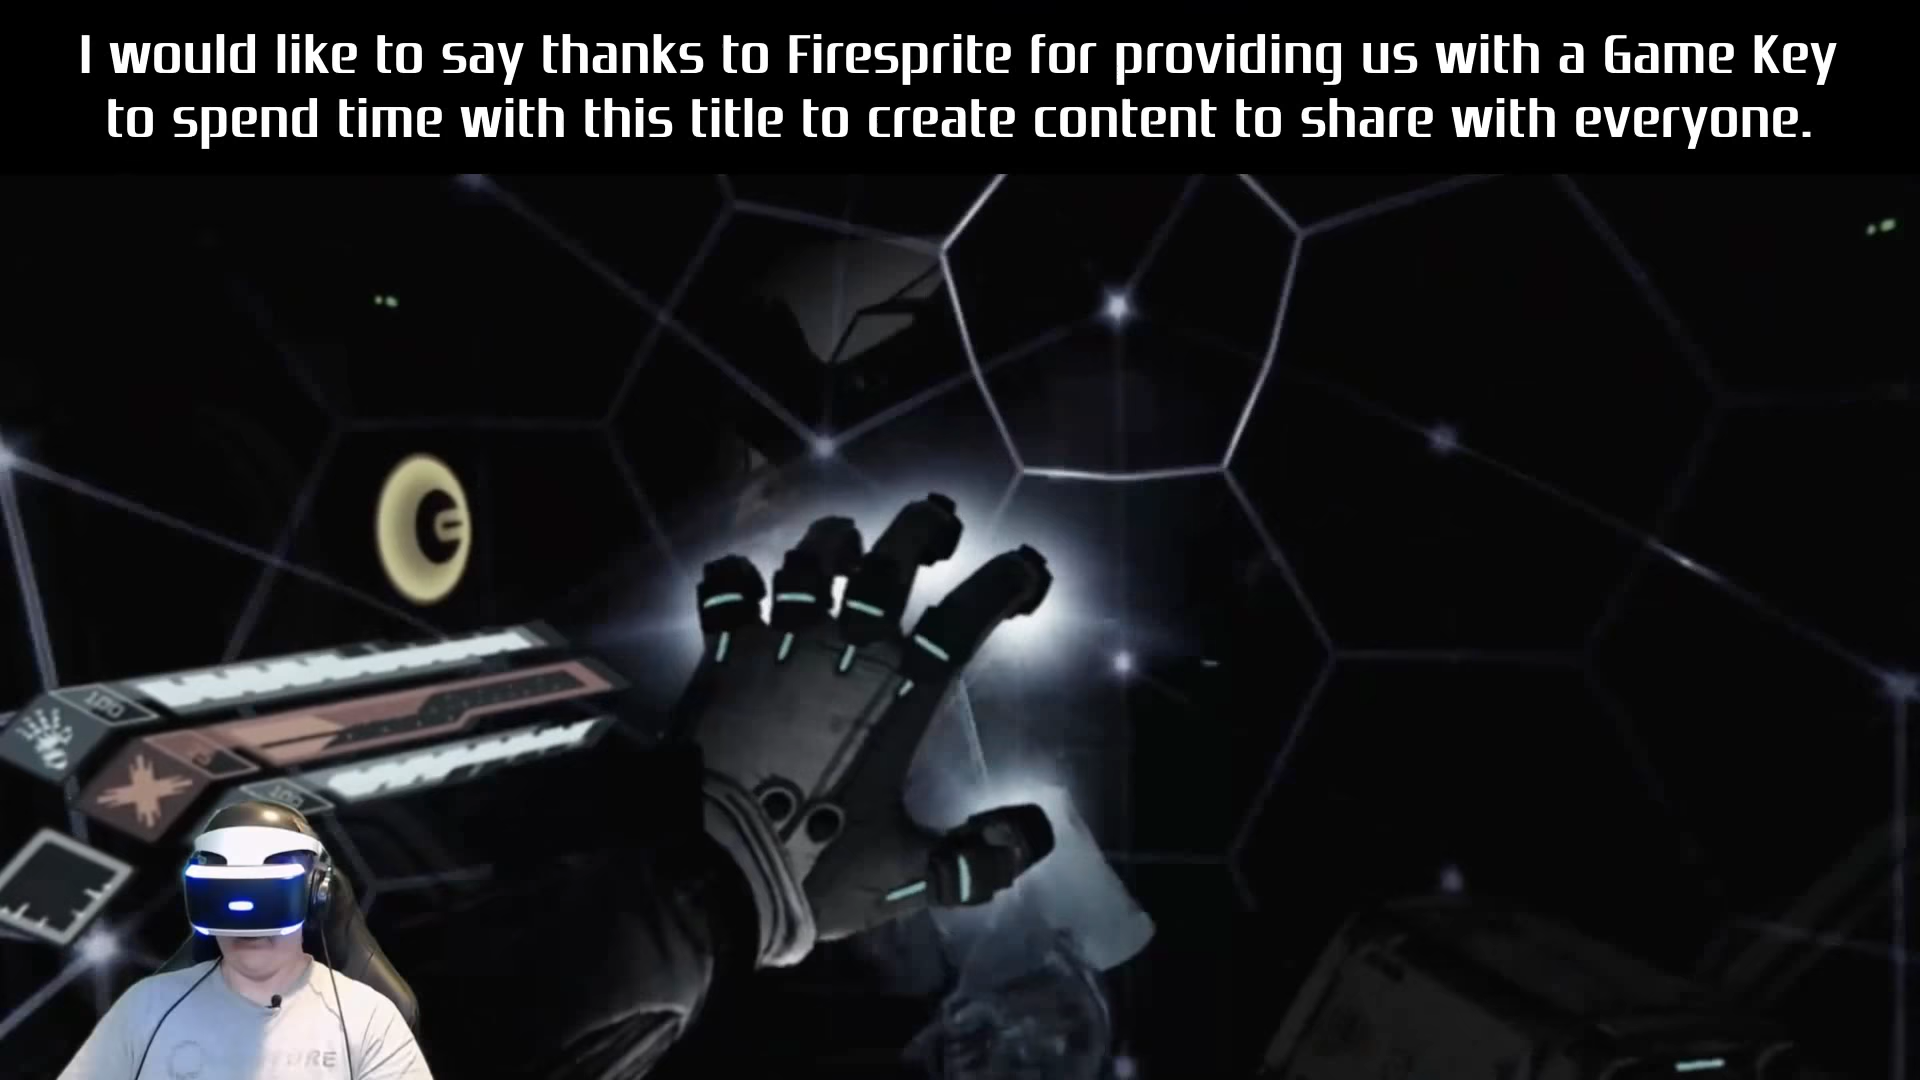 I would like to say thanks to Firesprite for providing us with a Game Key
to spend time with this title to create content to share with everyone.